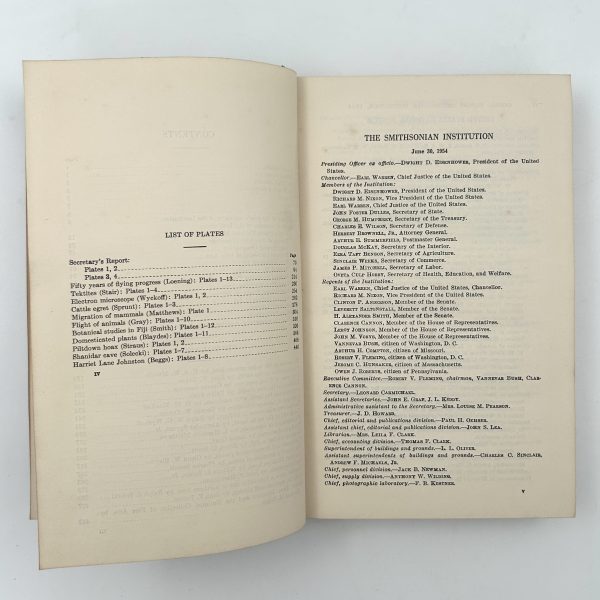 LIST OF PLATES
Page
Secretary's Report:
Plates 1, 2
Plates 3, 4
Fifty years of flying progress (Loening): Plates 1–13
Tektites (Stair): Plates 1–4
Electron microscope (Wyckoff): Plates 1, 2
Cattle egret (Sprunt): Plates 1–3
Migration of mammals (Matthews): Plate 1
Flight of animals (Gray): Plates 1–10
Botanical studies in Fiji (Smith): Plates 1–12
Domesticated plants (Blaydes): Plates 1–11
Piltdown hoax (Straus): Plates 1, 2
Shanidar cave (Solecki): Plates 1–7
Harriet Lane Johnston (Beggs): Plates 1–8
IV
THE SMITHSONIAN INSTITUTION
June 30, 1954
Presiding Officer ex officio.—DWIGHT D. EISENHOWER, President of the United
States.
Chancellor.—EARL WARREN, Chief Justice of the United States.
Members of the Institution:
DWIGHT D. EISENHOWER, President of the United States.
RICHARD M. NIXON, Vice President of the United States.
EARL WARREN, Chief Justice of the United States.
JOHN FOSTER DULLES, Secretary of State.
GEORGE M. HUMPHREY, Secretary of the Treasury.
CHARLES E. WILSON, Secretary of Defense.
HERBERT BROWNELL, JR., Attorney General.
ARTHUR E. SUMMERFIELD, Postmaster General.
DOUGLAS MCKAY, Secretary of the Interior.
EZRA TAFT BENSON, Secretary of Agriculture.
SINCLAIR WEEKS, Secretary of Commerce.
JAMES P. MITCHELL, Secretary of Labor.
OVETA CULP HOBBY, Secretary of Health, Education, and Welfare.
Regents of the Institution:
EARL WARREN, Chief Justice of the United States, Chancellor.
RICHARD M. NIXON, Vice President of the United States.
CLINTON P. ANDERSON, Member of the Senate.
LEVERETT SALTONSTALL, Member of the Senate.
H. ALEXANDER SMITH, Member of the Senate.
CLARENCE CANNON, Member of the House of Representatives.
LEROY JOHNSON, Member of the House of Representatives.
JOHN M. VORYS, Member of the House of Representatives.
VANNEVAR BUSH, citizen of Washington, D. C.
ARTHUR H. COMPTON, citizen of Missouri.
ROBERT V. FLEMING, citizen of Washington, D. C.
JEROME C. HUNSAKER, citizen of Massachusetts.
OWEN J. ROBERTS, citizen of Pennsylvania.
Executive Committee.—ROBERT V. FLEMING, chairman, VANNEVAR BUSH, CLAR-
ENCE CANNON.
Secretary.—LEONARD CARMICHAEL.
Assistant Secretaries.—JOHN E. GRAF, J. L. KEDDY.
Administrative assistant to the Secretary.—MRS. LOUISE M. PEARSON.
Treasurer.—J. D. HOWARD.
Chief, editorial and publications division.—PAUL H. OEHSER.
Assistant chief, editorial and publications division.—JOHN S. LEA.
Librarian.—MRS. LEILA F. CLARK.
Chief, accounting division.—THOMAS F. CLARK.
Superintendent of buildings and grounds.—L. L. OLIVER.
Assistant superintendents of buildings and grounds.—CHARLES C. SINCLAIR,
ANDREW F. MICHAELS, JR.
Chief, personnel division.—JACK B. NEWMAN.
Chief, supply division.—ANTHONY W. WILDING.
Chief, photographic laboratory.—F. B. KESTNER.
V